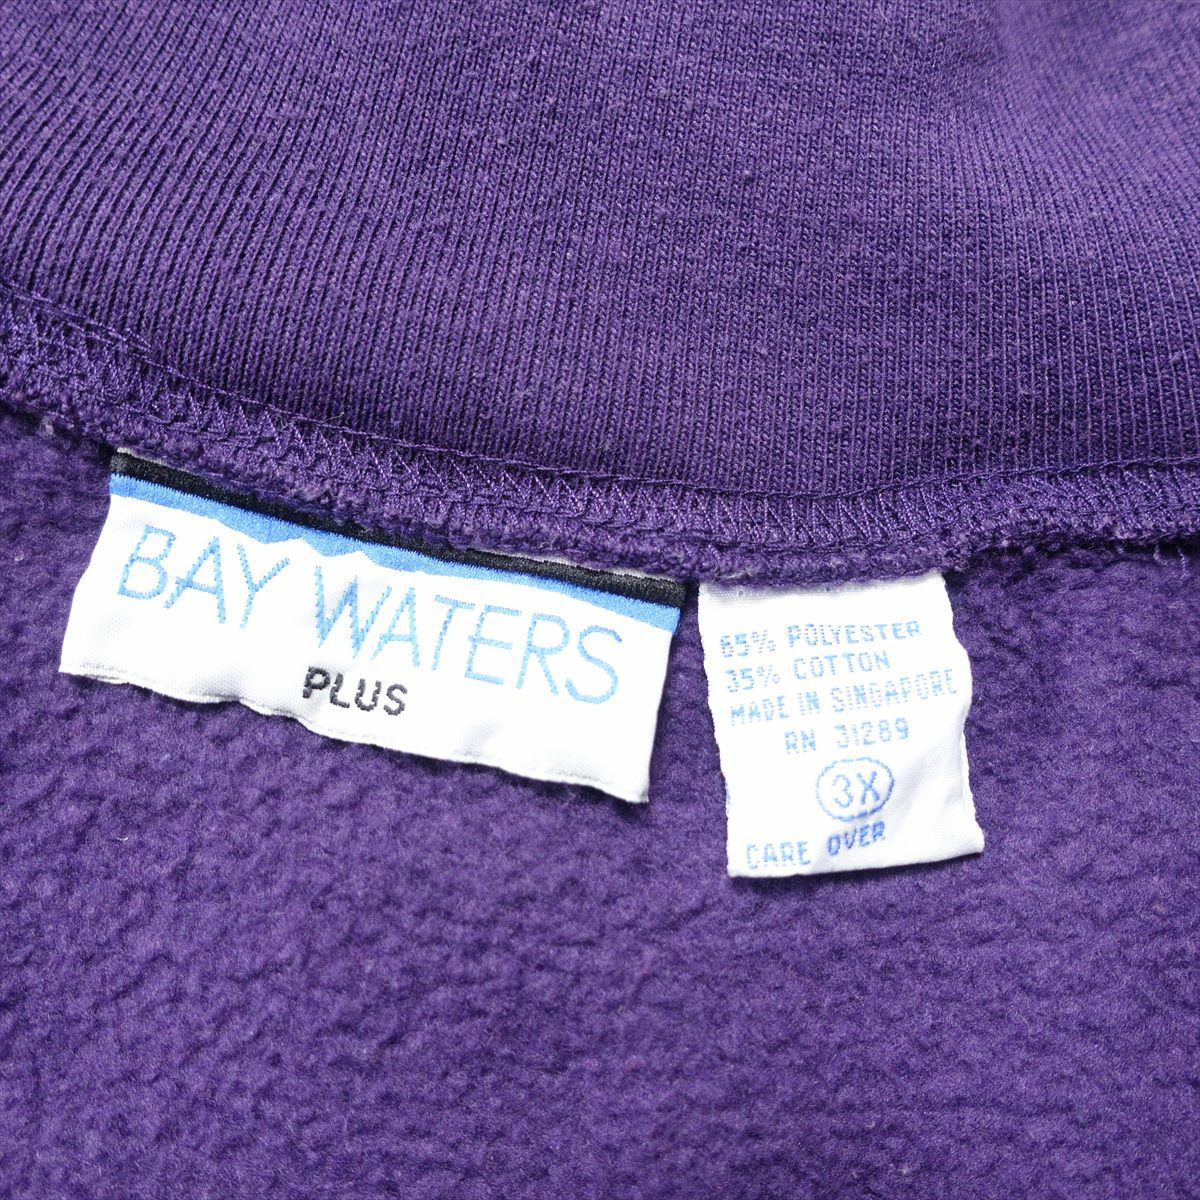 BAY WATERS
PLUS
65% POLYESTER
35% COTTON
MADE IN SINGAPORE
RN 31289
3X
CARE OVER